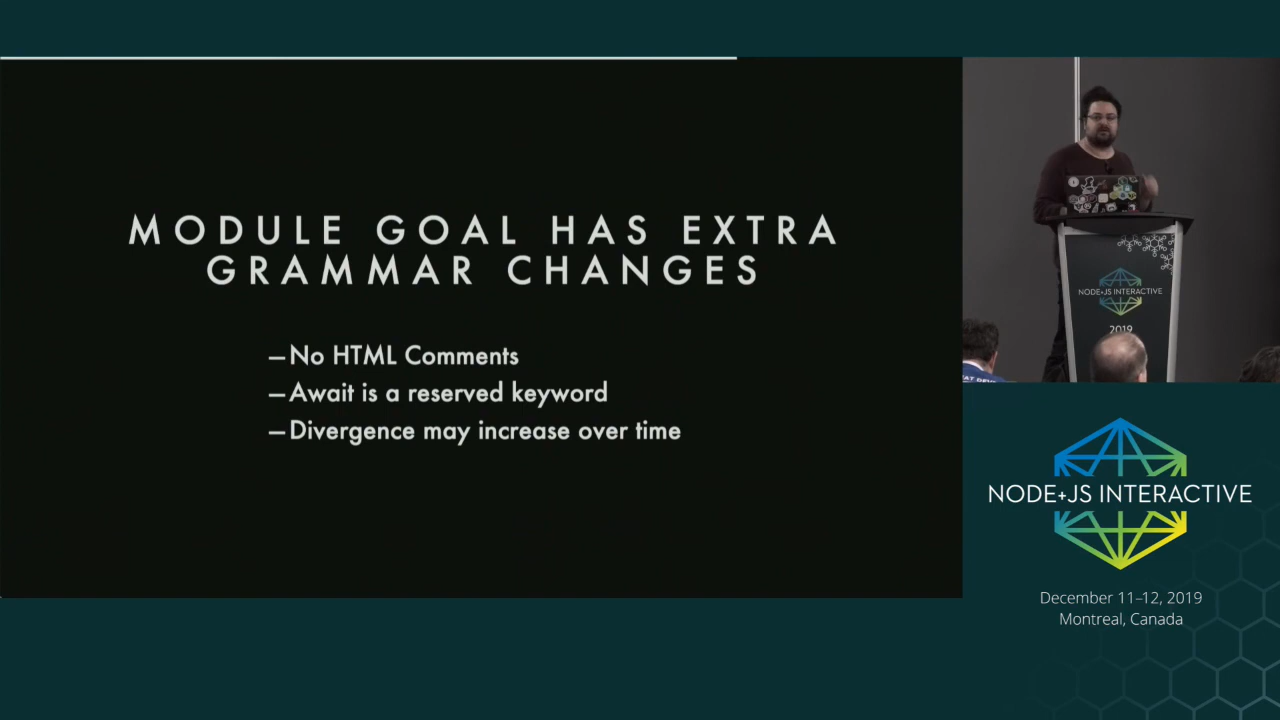 MODULE GOAL HAS EXTRA
GRAMMAR CHANGES
—No HTML Comments
—Await is a reserved keyword
—Divergence may increase over time
NODE+JS INTERACTIVE
2019
NODE+JS INTERACTIVE
December 11–12, 2019
Montreal, Canada